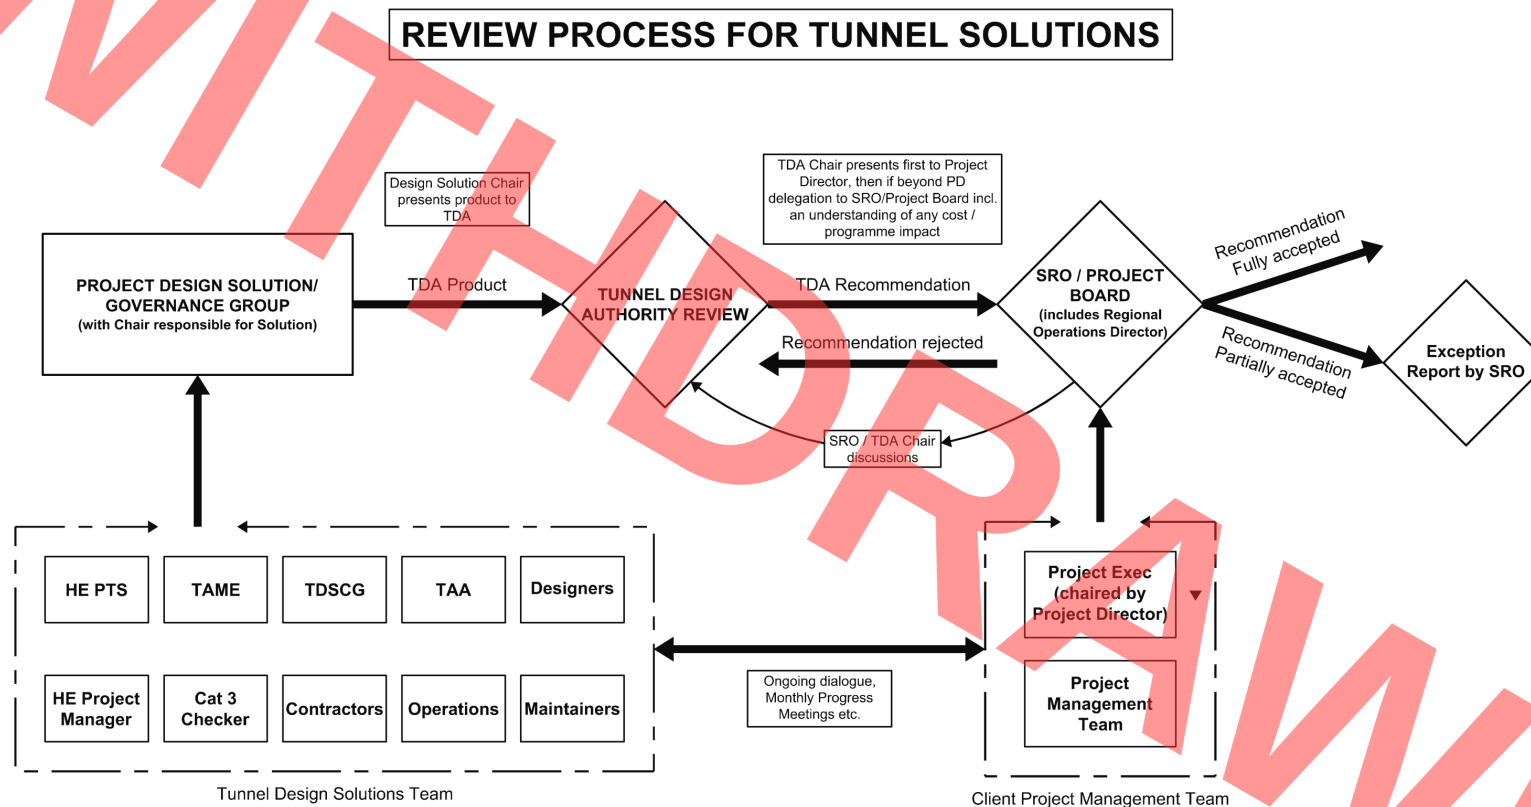 REVIEW PROCESS FOR TUNNEL SOLUTIONS
WITHDRAWN
Design Solution Chair
presents product to
TDA
TDA Chair presents first to Project
Director, then if beyond PD
delegation to SRO/Project Board incl.
an understanding of any cost /
programme impact
PROJECT DESIGN SOLUTION/
GOVERNANCE GROUP
(with Chair responsible for Solution)
TDA Product
TUNNEL DESIGN
AUTHORITY REVIEW
TDA Recommendation
Recommendation rejected
SRO / PROJECT
BOARD
(includes Regional
Operations Director)
Recommendation
Fully accepted
Recommendation
Partially accepted
Exception
Report by SRO
SRO / TDA Chair
discussions
HE PTS
TAME
TDSCG
TAA
Designers
HE Project
Manager
Cat 3
Checker
Contractors
Operations
Maintainers
Tunnel Design Solutions Team
Ongoing dialogue,
Monthly Progress
Meetings etc.
Project Exec
(chaired by
Project Director)
Project
Management
Team
Client Project Management Team